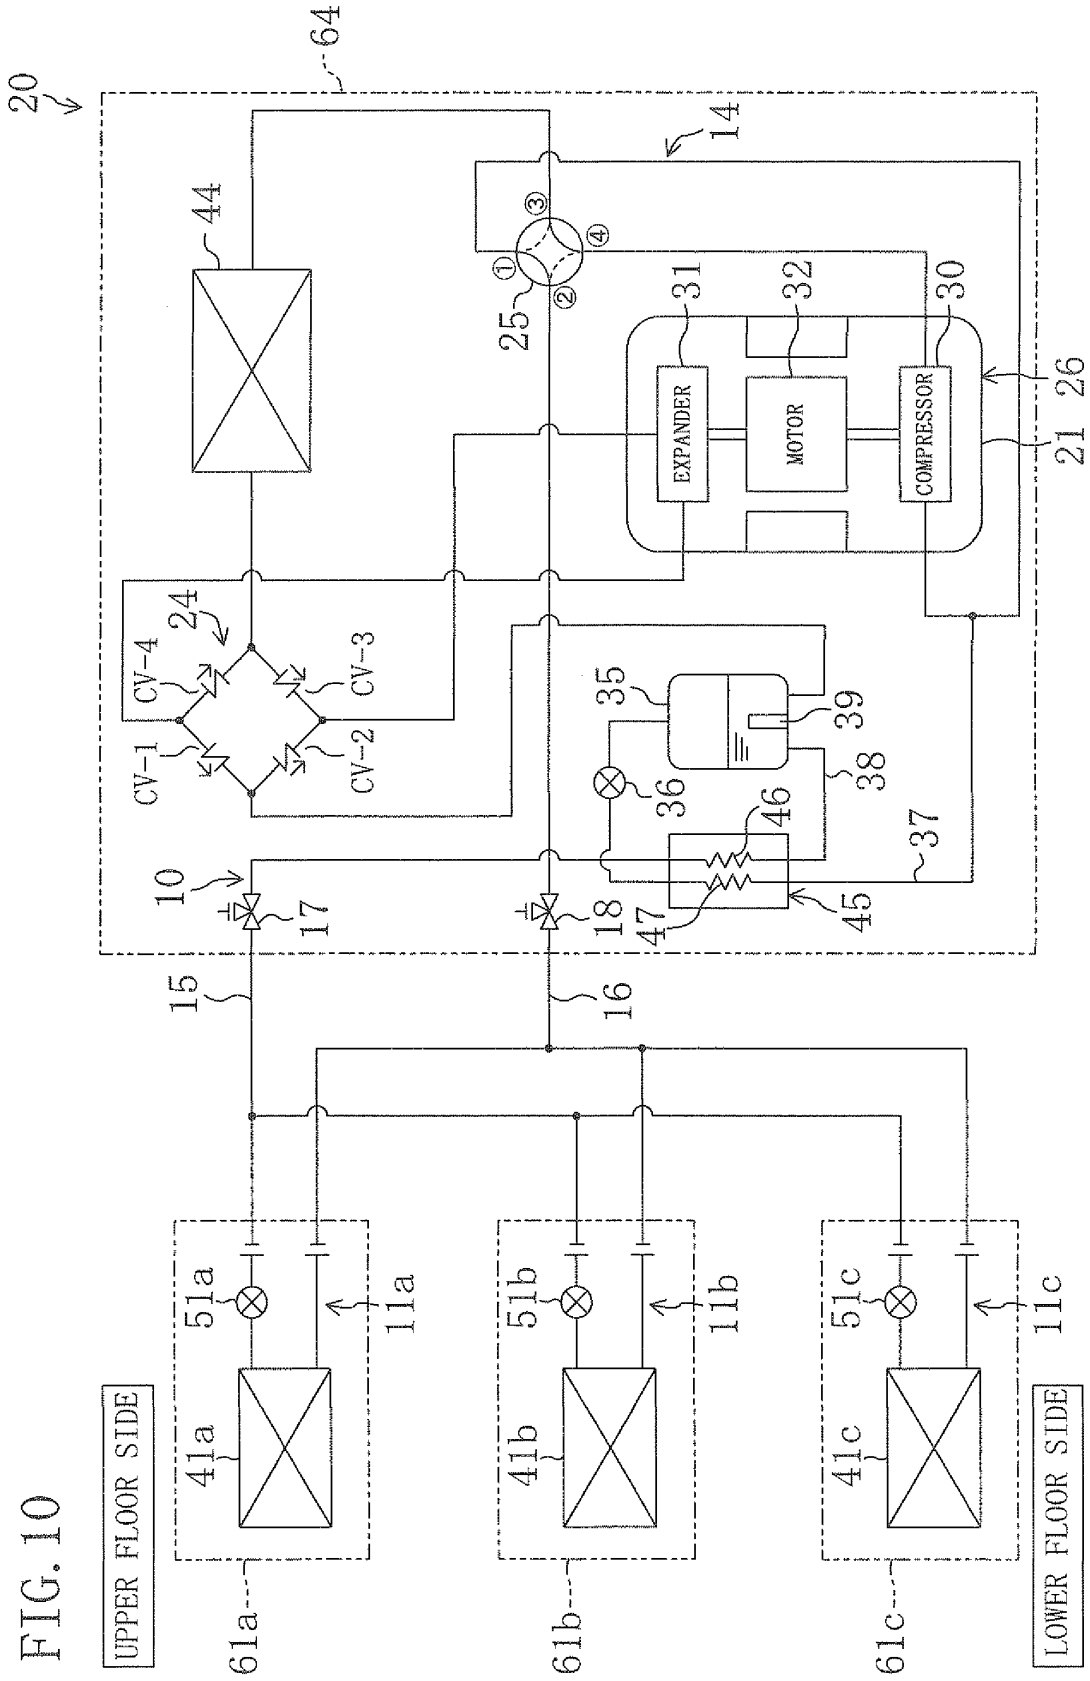 FIG. 10
UPPER FLOOR SIDE
LOWER FLOOR SIDE
61a
61b
61c
41a
41b
41c
51a
51b
51c
11a
11b
11c
15
16
10
17
18
20
64
44
24
CV-1
CV-2
CV-3
CV-4
25
①
②
③
④
14
31
32
30
EXPANDER
MOTOR
COMPRESSOR
26
21
35
36
39
38
46
47
45
37